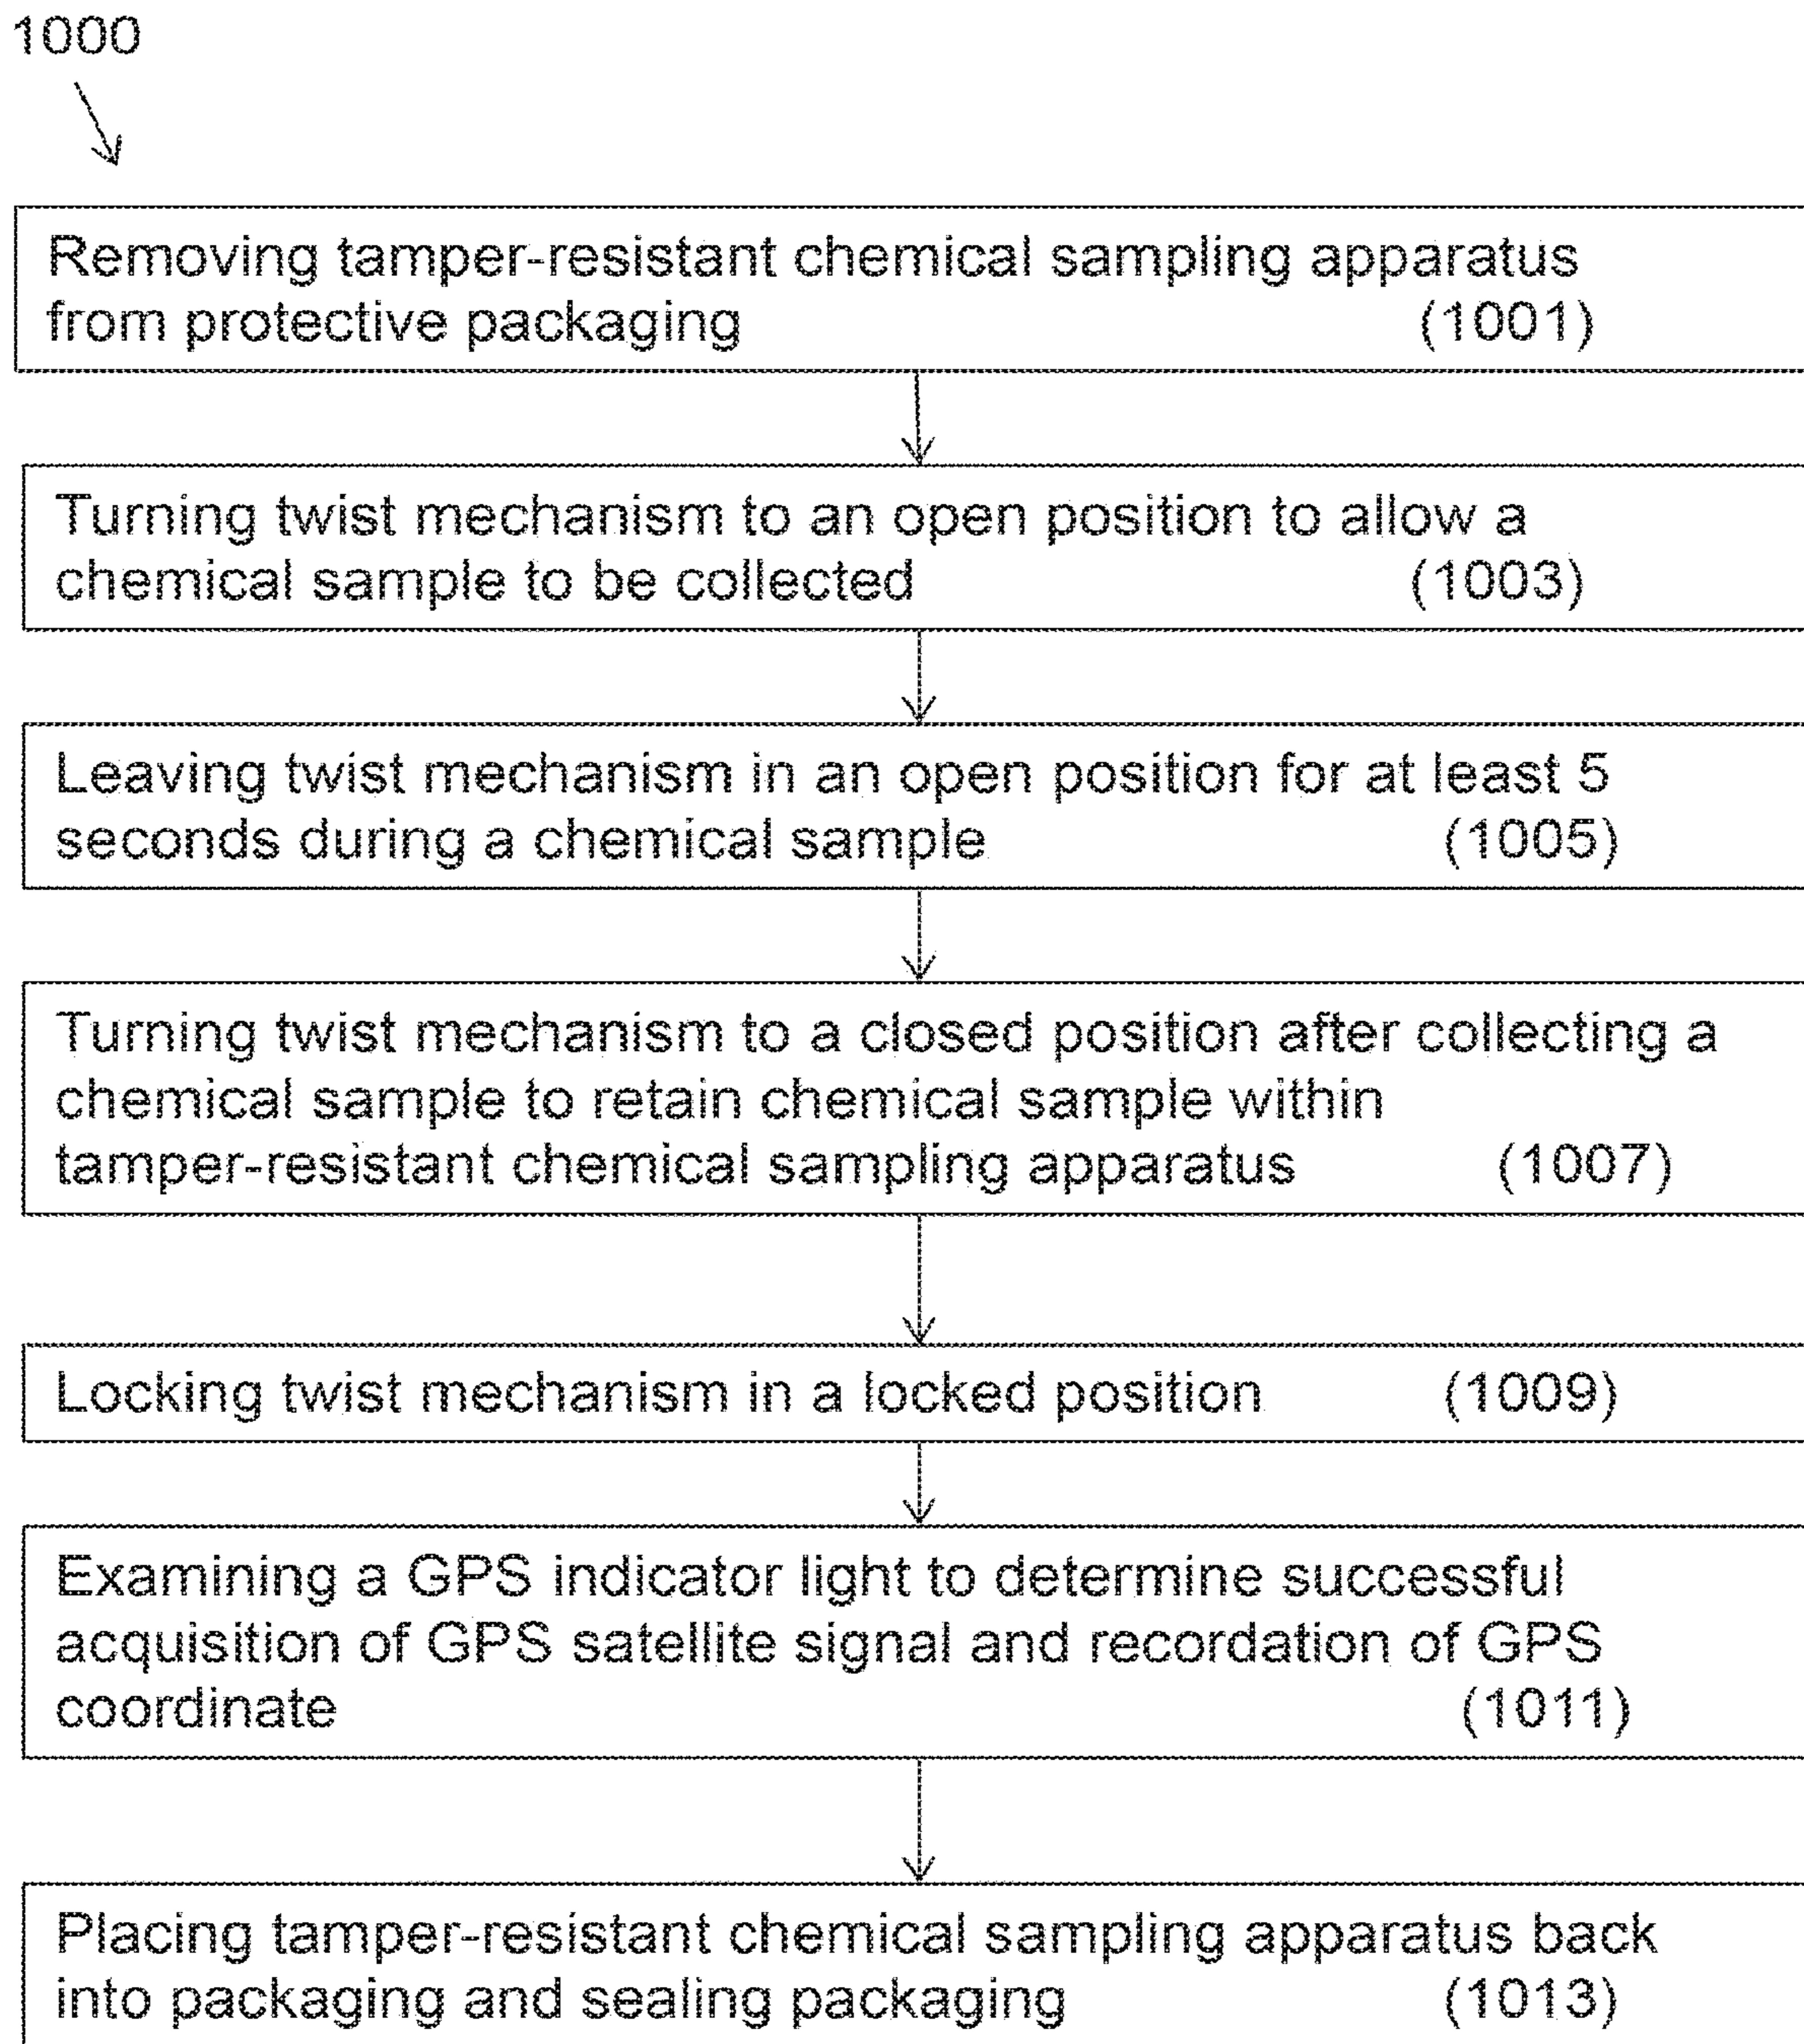 1000
Removing tamper-resistant chemical sampling apparatus
from protective packaging (1001)
Turning twist mechanism to an open position to allow a
chemical sample to be collected (1003)
Leaving twist mechanism in an open position for at least 5
seconds during a chemical sample (1005)
Turning twist mechanism to a closed position after collecting a
chemical sample to retain chemical sample within
tamper-resistant chemical sampling apparatus (1007)
Locking twist mechanism in a locked position (1009)
Examining a GPS indicator light to determine successful
acquisition of GPS satellite signal and recordation of GPS
coordinate (1011)
Placing tamper-resistant chemical sampling apparatus back
into packaging and sealing packaging (1013)